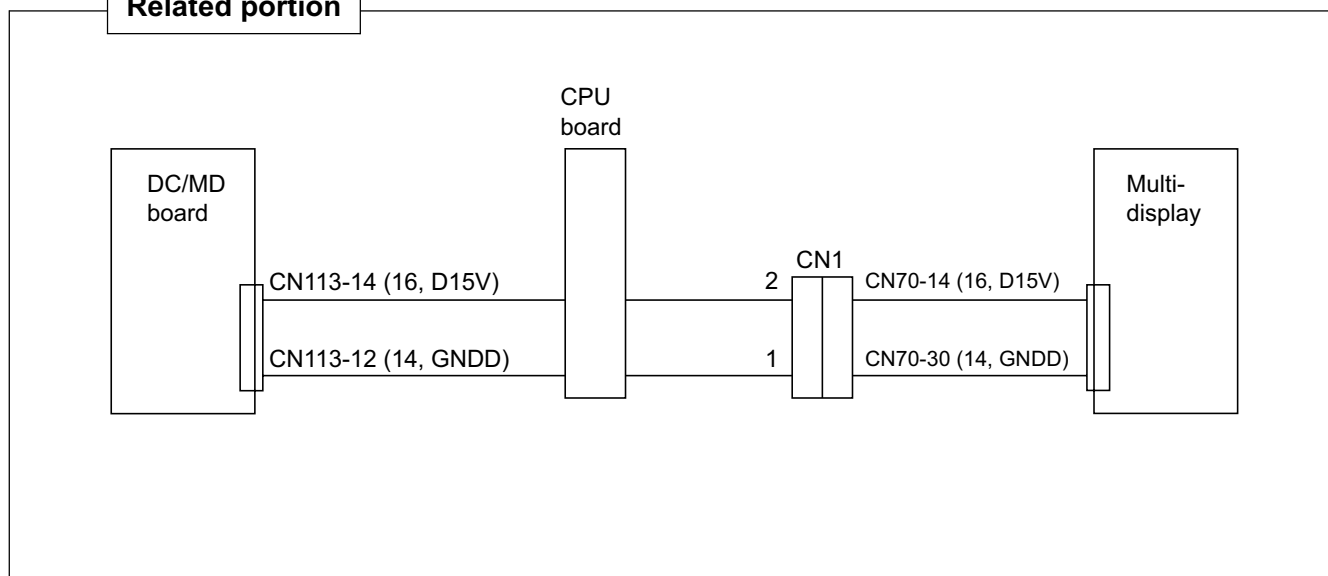 Related portion
CPU
board
DC/MD
board
Multi-
display
CN1
CN113-14 (16, D15V)
2
CN70-14 (16, D15V)
CN113-12 (14, GNDD)
1
CN70-30 (14, GNDD)